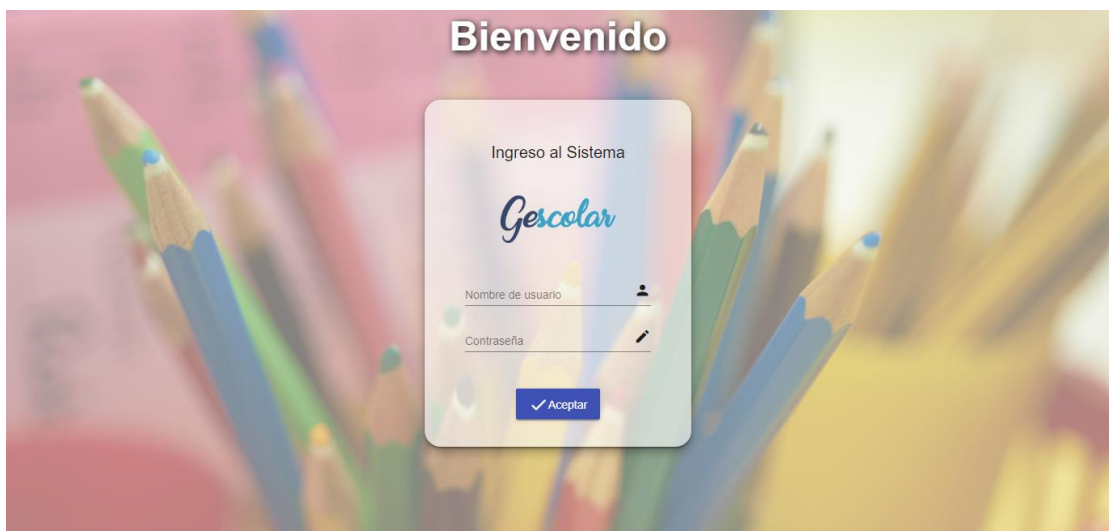 Bienvenido
Ingreso al Sistema
Gescolar
Nombre de usuario
Contraseña
Aceptar